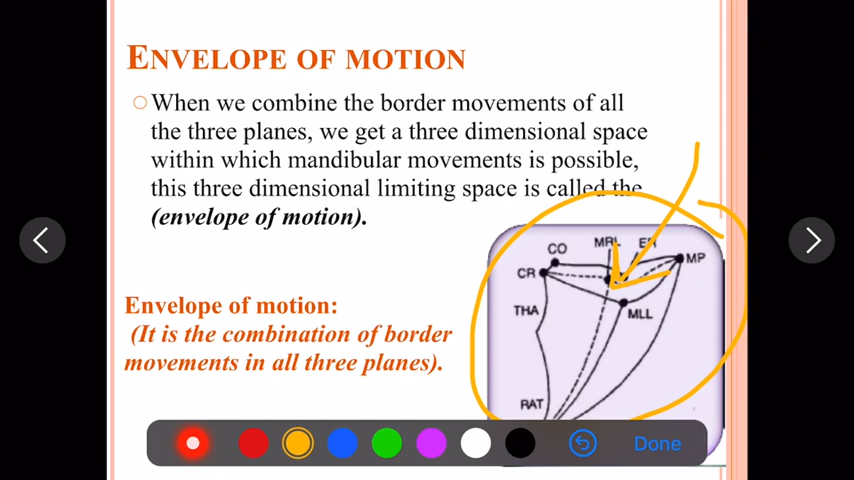 ENVELOPE OF MOTION
When we combine the border movements of all
the three planes, we get a three dimensional space
within which mandibular movements is possible,
this three dimensional limiting space is called the
(envelope of motion).
Envelope of motion:
(It is the combination of border
movements in all three planes).
CO
MRL
CR
MP
THA
MLL
RAT
Done